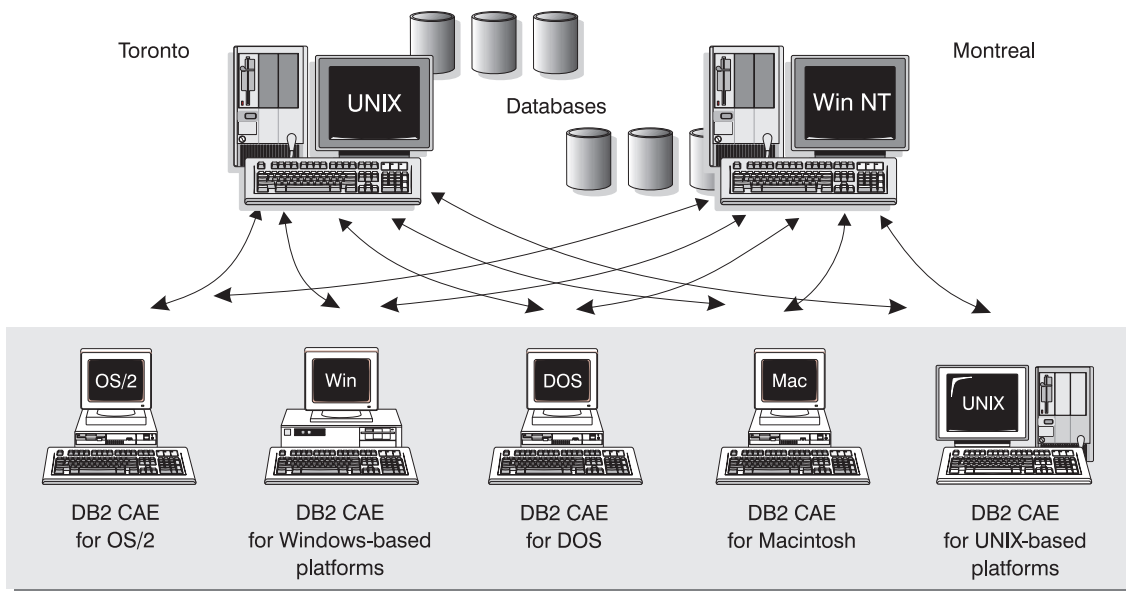 Toronto
UNIX
Databases
Win NT
Montreal
OS/2
Win
DOS
Mac
UNIX
DB2 CAE
for OS/2
DB2 CAE
for Windows-based
platforms
DB2 CAE
for DOS
DB2 CAE
for Macintosh
DB2 CAE
for UNIX-based
platforms